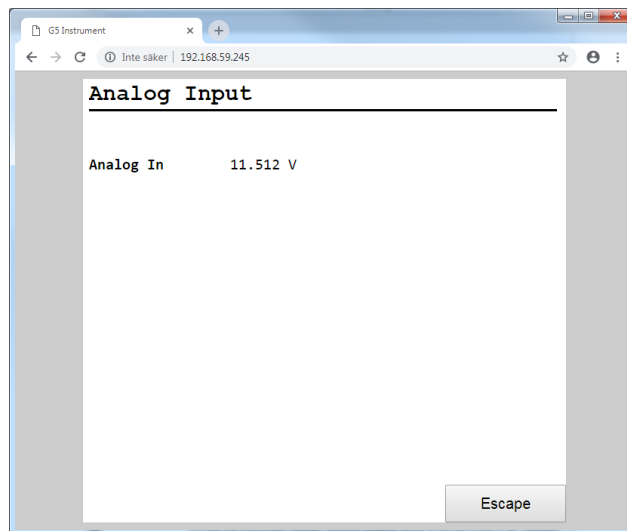 G5 Instrument
Inte säker | 192.168.59.245
Analog Input
Analog In 11.512 V
Escape